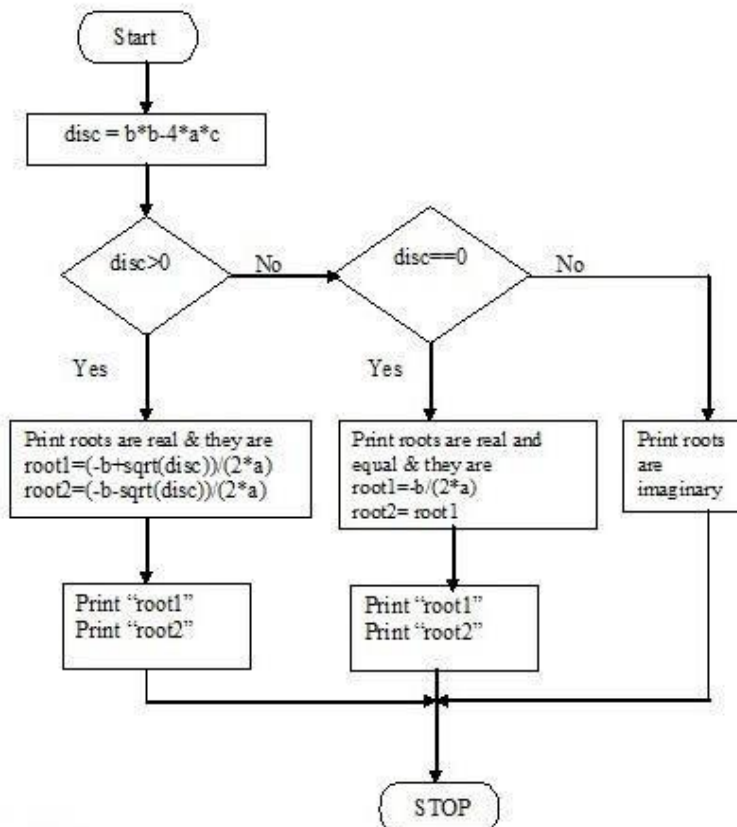 Start
disc = b*b-4*a*c
disc>0
No
disc==0
No
Yes
Yes
Print roots are real & they are
root1=(-b+sqrt(disc))/(2*a)
root2=(-b-sqrt(disc))/(2*a)
Print roots are real and
equal & they are
root1=-b/(2*a)
root2= root1
Print roots
are
imaginary
Print “root1”
Print “root2”
Print “root1”
Print “root2”
STOP